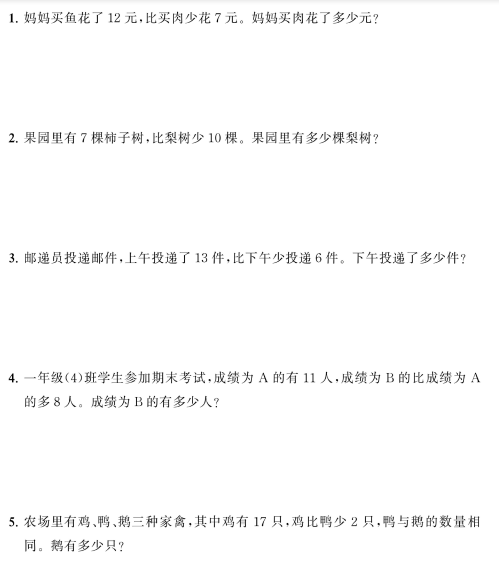 1. 妈妈买鱼花了 12 元,比买肉少花 7 元。妈妈买肉花了多少元?
2. 果园里有 7 棵柿子树,比梨树少 10 棵。果园里有多少棵梨树?
3. 邮递员投递邮件,上午投递了 13 件,比下午少投递 6 件。下午投递了多少件?
4. 一年级(4)班学生参加期末考试,成绩为 A 的有 11 人,成绩为 B 的比成绩为 A
的多 8 人。成绩为 B 的有多少人?
5. 农场里有鸡、鸭、鹅三种家禽,其中鸡有 17 只,鸡比鸭少 2 只,鸭与鹅的数量相
同。鹅有多少只?